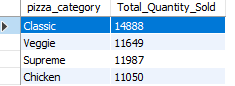 pizza_category Total_Quantity_Sold
Classic 14888
Veggie 11649
Supreme 11987
Chicken 11050